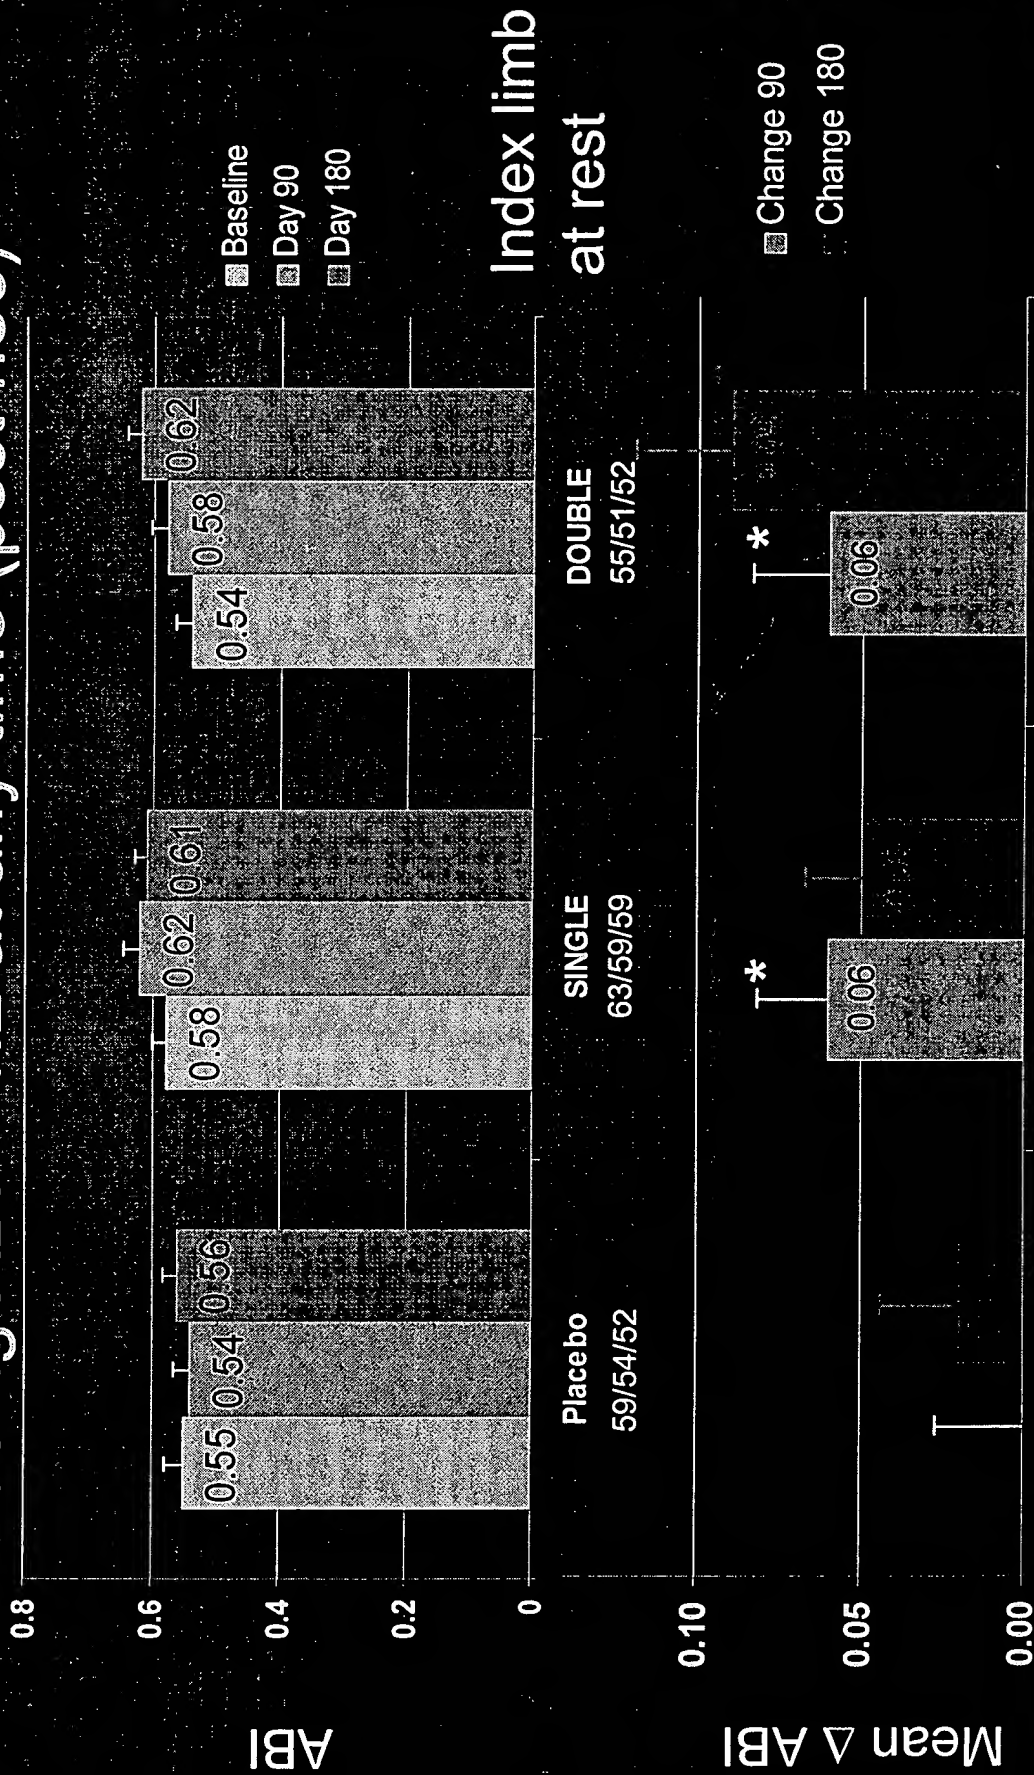 0.8
0.6
0.4
0.2
0
ABI
0.55
0.54
0.56
0.58
0.62
0.61
0.54
0.58
0.62
Baseline
Day 90
Day 180
Placebo
59/54/52
SINGLE
63/59/59
DOUBLE
55/51/52
Index limb
at rest
0.10
0.05
0.00
Mean Δ ABI
0.06
*
0.06
*
Change 90
Change 180